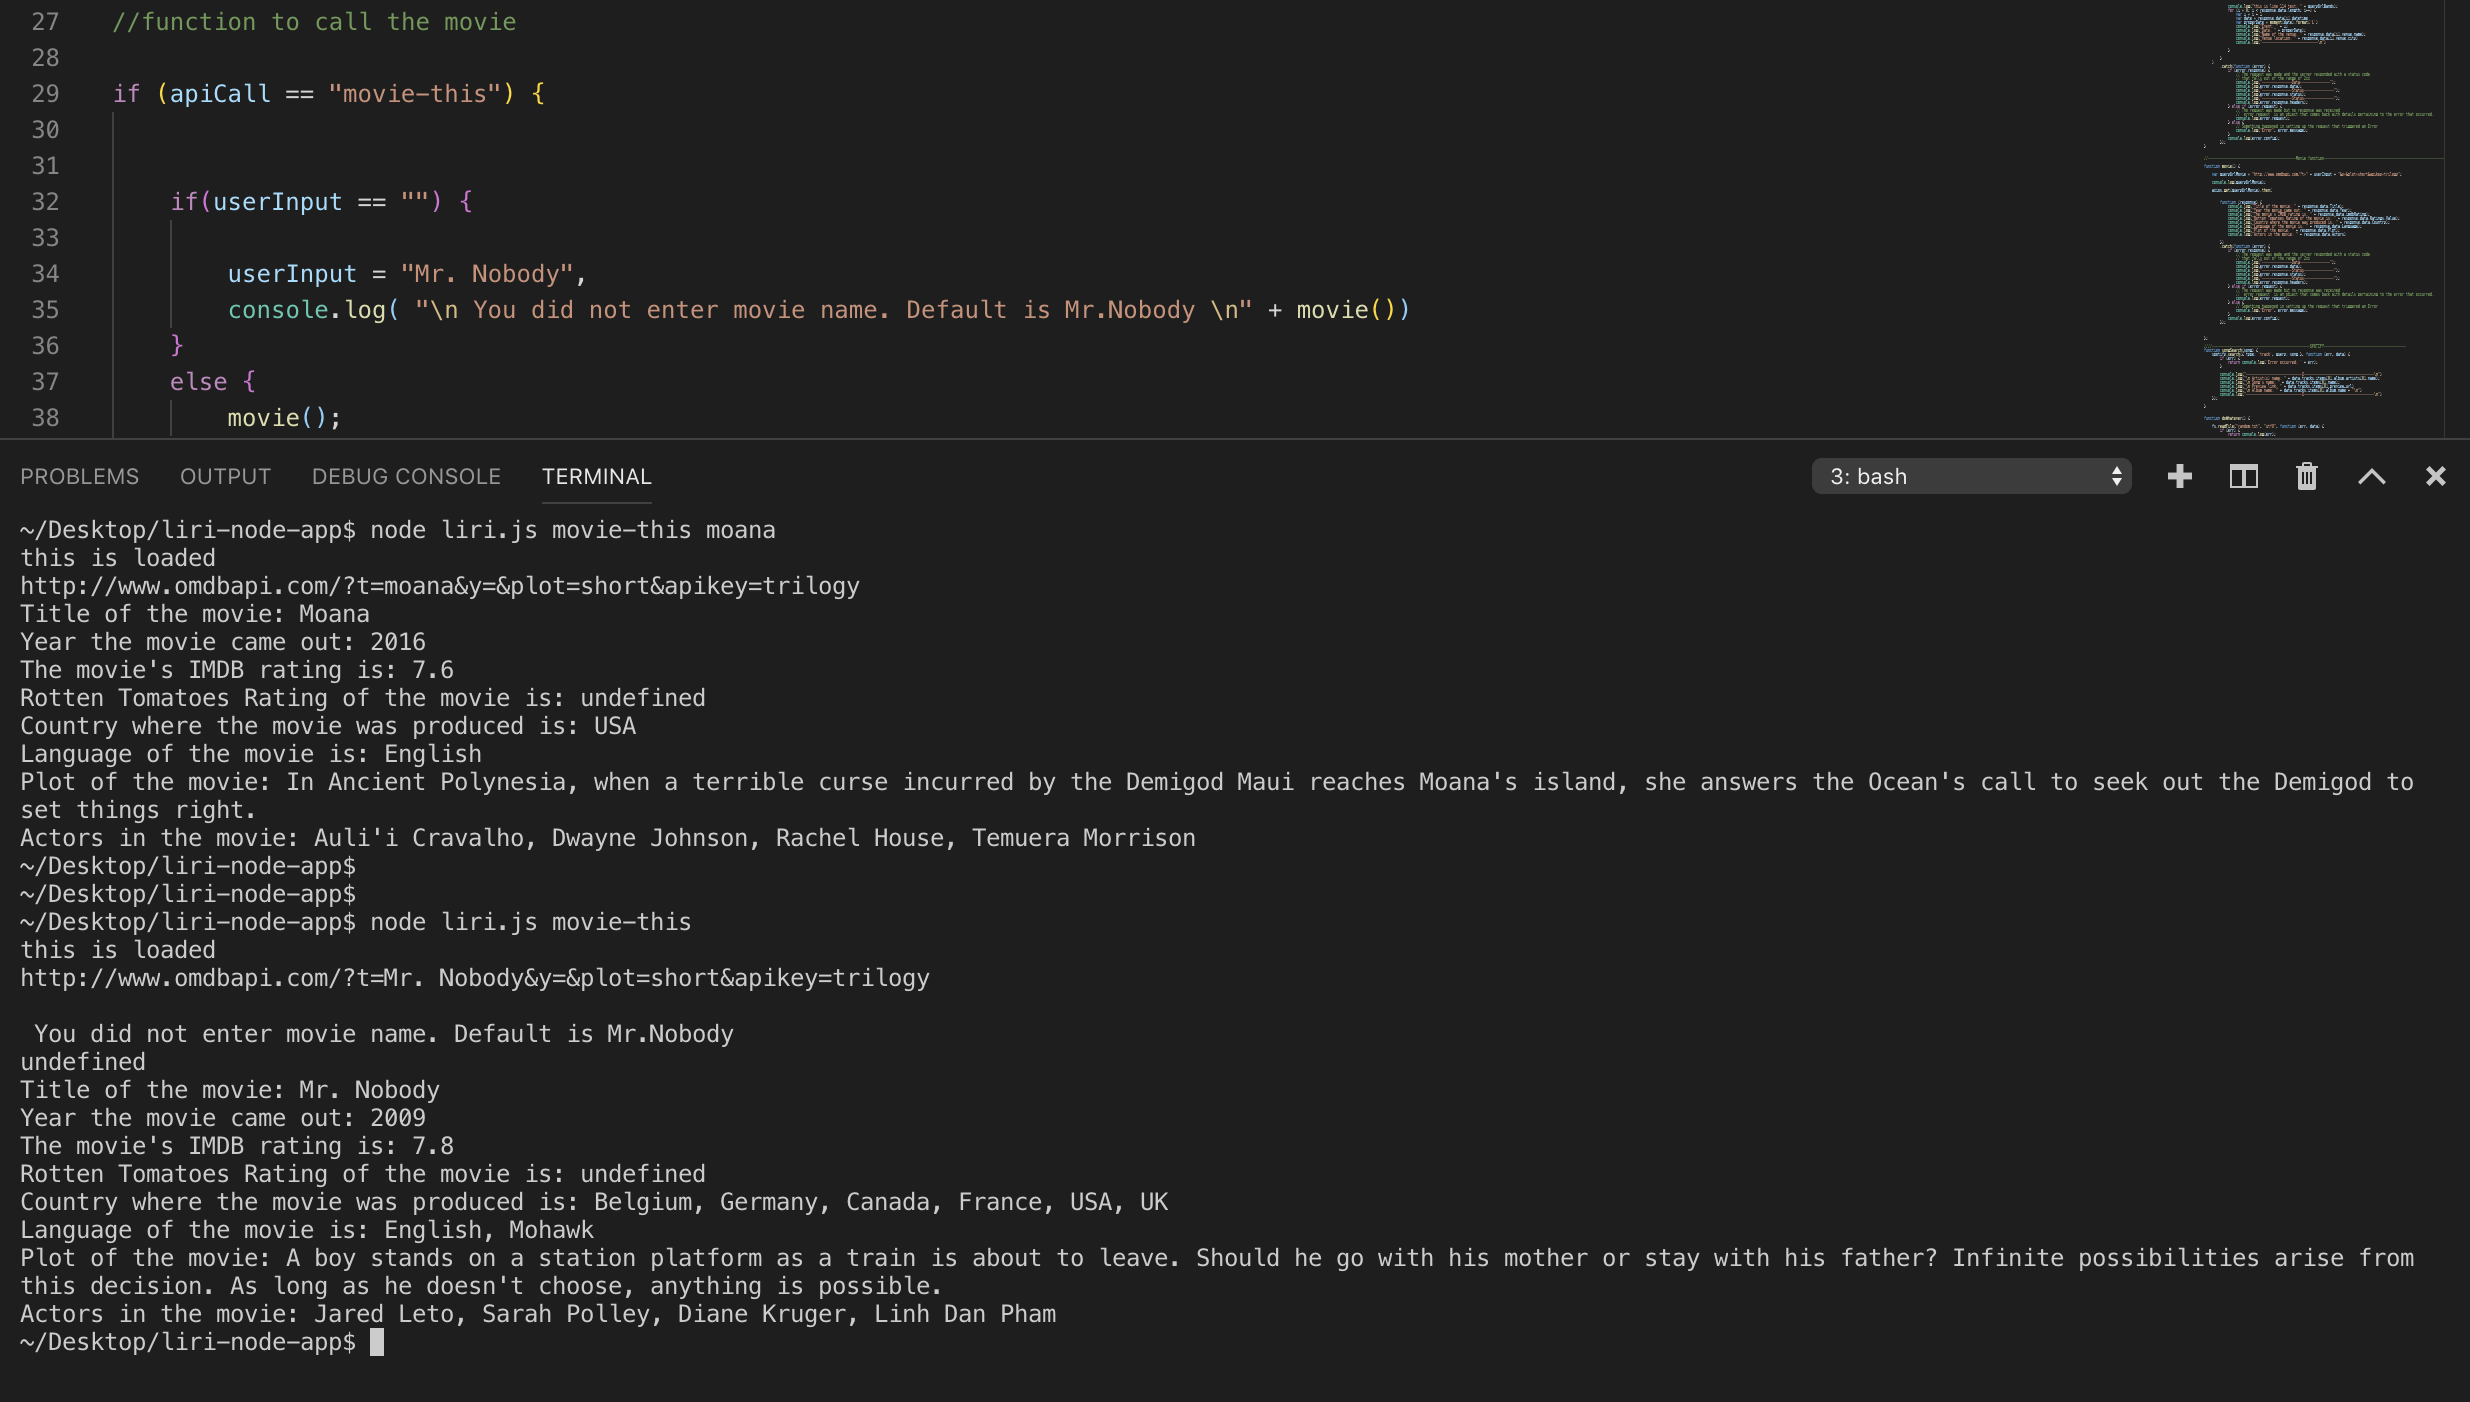 27 //function to call the movie
28
29 if (apiCall == "movie-this") {
30
31
32 if(userInput == "") {
33
34 userInput = "Mr. Nobody",
35 console.log( "\n You did not enter movie name. Default is Mr.Nobody \n" + movie())
36 }
37 else {
38 movie();
PROBLEMS OUTPUT DEBUG CONSOLE TERMINAL 3: bash
~/Desktop/liri-node-app$ node liri.js movie-this moana
this is loaded
http://www.omdbapi.com/?t=moana&y=&plot=short&apikey=trilogy
Title of the movie: Moana
Year the movie came out: 2016
The movie's IMDB rating is: 7.6
Rotten Tomatoes Rating of the movie is: undefined
Country where the movie was produced is: USA
Language of the movie is: English
Plot of the movie: In Ancient Polynesia, when a terrible curse incurred by the Demigod Maui reaches Moana's island, she answers the Ocean's call to seek out the Demigod to
set things right.
Actors in the movie: Auli'i Cravalho, Dwayne Johnson, Rachel House, Temuera Morrison
~/Desktop/liri-node-app$
~/Desktop/liri-node-app$
~/Desktop/liri-node-app$ node liri.js movie-this
this is loaded
http://www.omdbapi.com/?t=Mr. Nobody&y=&plot=short&apikey=trilogy
You did not enter movie name. Default is Mr.Nobody
undefined
Title of the movie: Mr. Nobody
Year the movie came out: 2009
The movie's IMDB rating is: 7.8
Rotten Tomatoes Rating of the movie is: undefined
Country where the movie was produced is: Belgium, Germany, Canada, France, USA, UK
Language of the movie is: English, Mohawk
Plot of the movie: A boy stands on a station platform as a train is about to leave. Should he go with his mother or stay with his father? Infinite possibilities arise from
this decision. As long as he doesn't choose, anything is possible.
Actors in the movie: Jared Leto, Sarah Polley, Diane Kruger, Linh Dan Pham
~/Desktop/liri-node-app$